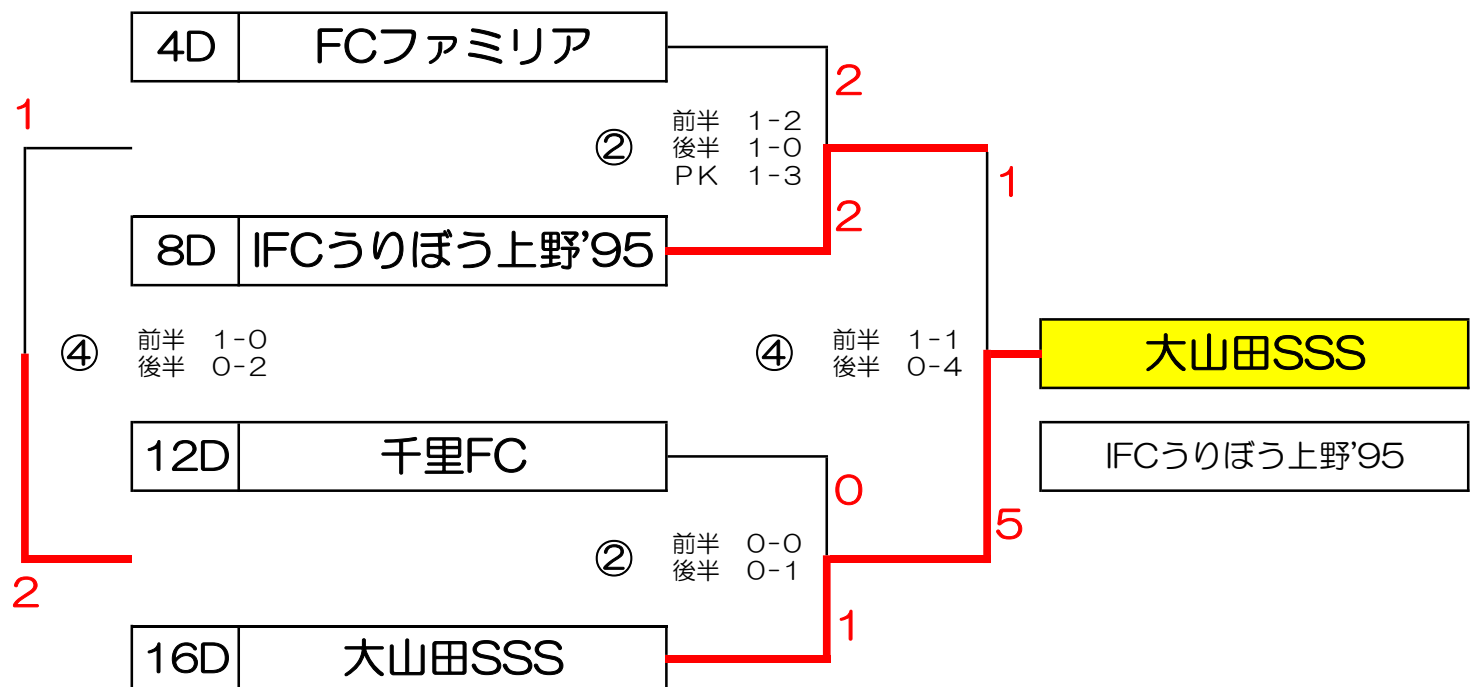 4D FCファミリア
2
1
② 前半 1-2
後半 1-0
PK 1-3
1
2
8D IFCうりぼう上野’95
④ 前半 1-0
後半 0-2
④ 前半 1-1
後半 0-4
大山田SSS
IFCうりぼう上野’95
12D 千里FC
0
5
② 前半 0-0
後半 0-1
2
1
16D 大山田SSS